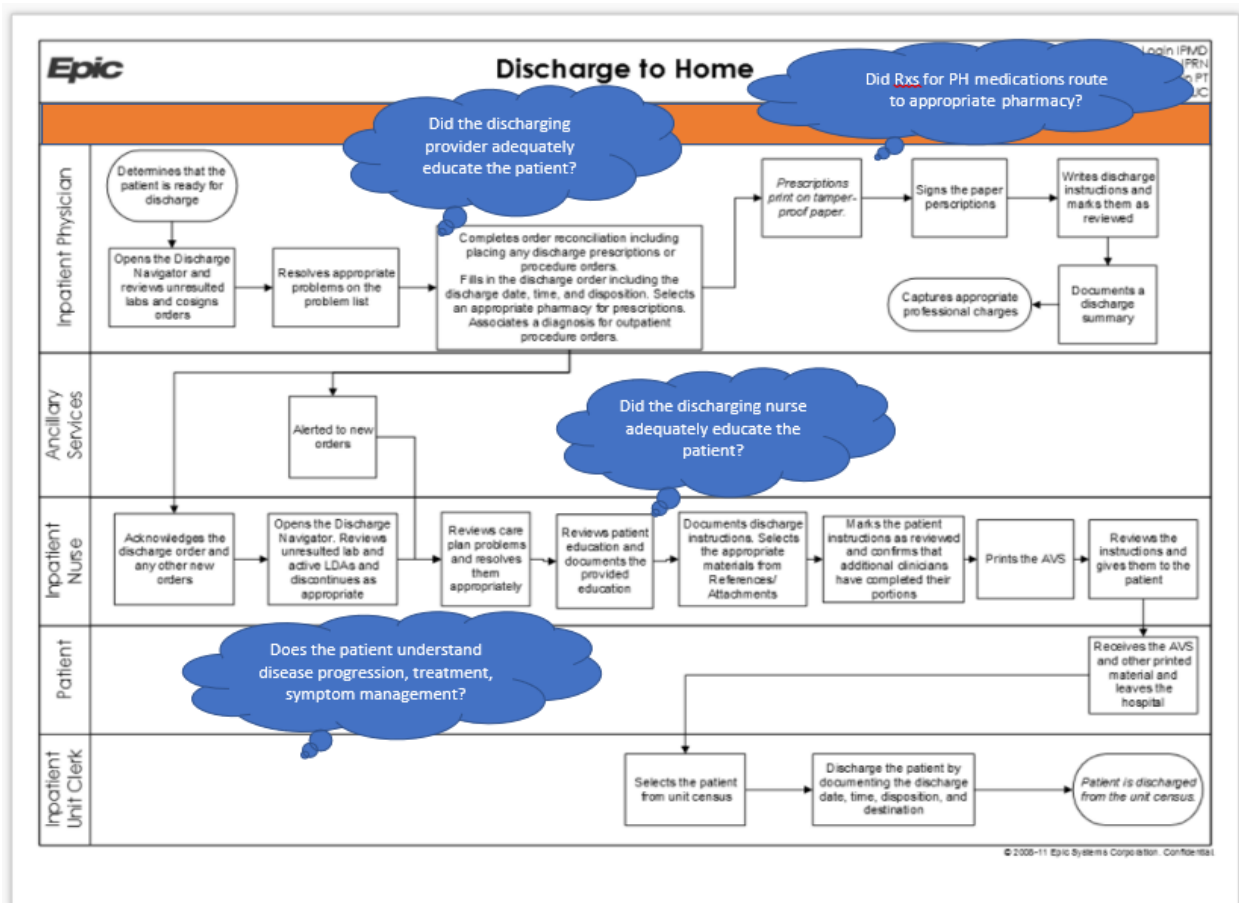 Epic
Discharge to Home
Login IPMD
IPRN
PT
Did Rxs for PH medications route
to appropriate pharmacy?
Did the discharging
provider adequately
educate the patient?
Inpatient Physician
Determines that the
patient is ready for
discharge
Opens the Discharge
Navigator and
reviews unresulted
labs and cosigns
orders
Resolves appropriate
problems on the
problem list
Completes order reconciliation including
placing any discharge prescriptions or
procedure orders.
Fills in the discharge order including the
discharge date, time, and disposition. Selects
an appropriate pharmacy for prescriptions.
Associates a diagnosis for outpatient
procedure orders.
Prescriptions
print on tamper-
proof paper.
Signs the paper
perscriptions
Writes discharge
instructions and
marks them as
reviewed
Documents a
discharge
summary
Captures appropriate
professional charges
Ancillary
Services
Alerted to new
orders
Did the discharging nurse
adequately educate the
patient?
Inpatient
Nurse
Acknowledges the
discharge order and
any other new
orders
Opens the Discharge
Navigator. Reviews
unresulted lab and
active LDAs and
discontinues as
appropriate
Reviews care
plan problems
and resolves
them
appropriately
Reviews patient
education and
documents the
provided
education
Documents discharge
instructions. Selects
the appropriate
materials from
References/
Attachments
Marks the patient
instructions as reviewed
and confirms that
additional clinicians
have completed their
portions
Prints the AVS
Reviews the
instructions and
gives them to the
patient
Patient
Does the patient understand
disease progression, treatment,
symptom management?
Receives the AVS
and other printed
material and
leaves the
hospital
Inpatient
Unit Clerk
Selects the patient
from unit census
Discharge the patient by
documenting the discharge
date, time, disposition, and
destination
Patient is discharged
from the unit census.
© 2008-11 Epic Systems Corporation. Confidential.